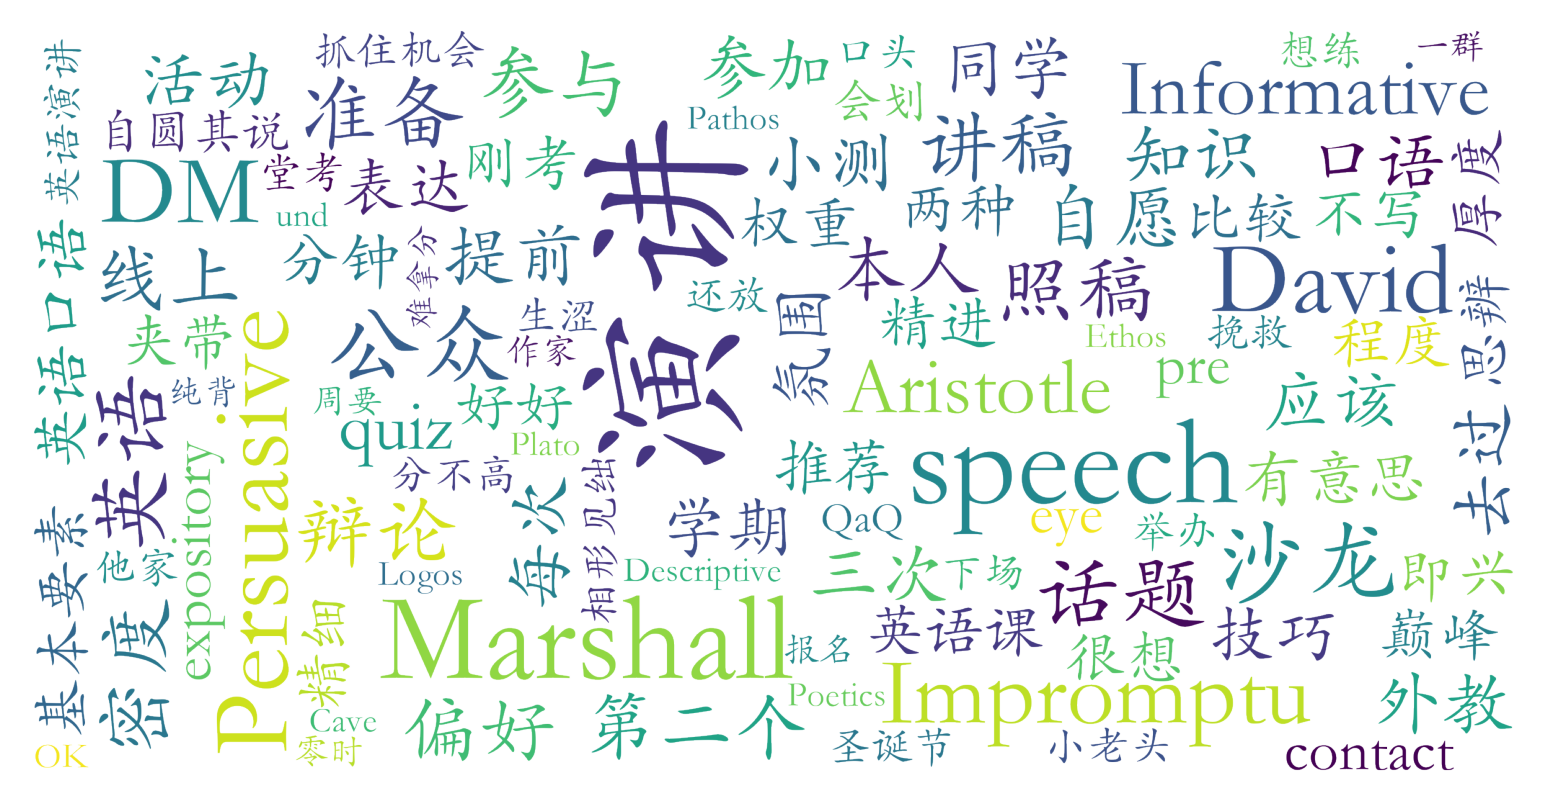 英语演讲
活动
抓住机会
参与
参加
口头
同学
想练
一群
自圆其说
准备
Pathos
会划
Informative
DM
堂考
表达
刚考
演讲
小测
讲稿
知识
口语
厚度
und
权重
两种
自愿
比较
不写
英语口语
线上
分钟
难拿分
提前
还放
氛围
本人
照稿
David
思辨
夹带
Persuasive
公众
生涩
作家
精进
Ethos
挽救
程度
英语
纯背
周要
好好
Aristotle
pre
应该
去过
quiz
Plato
expository
分不高
相形见绌
推荐
speech
有意思
基本要素
辩论
每次
学期
QaQ
eye
举办
沙龙
他家
Logos
Descriptive
三次
下场
话题
即兴
密度
精细
Marshall
报名
英语课
很想
技巧
巅峰
Cave
偏好
第二个
Poetics
Impromptu
外教
OK
零时
圣诞节
小老头
contact